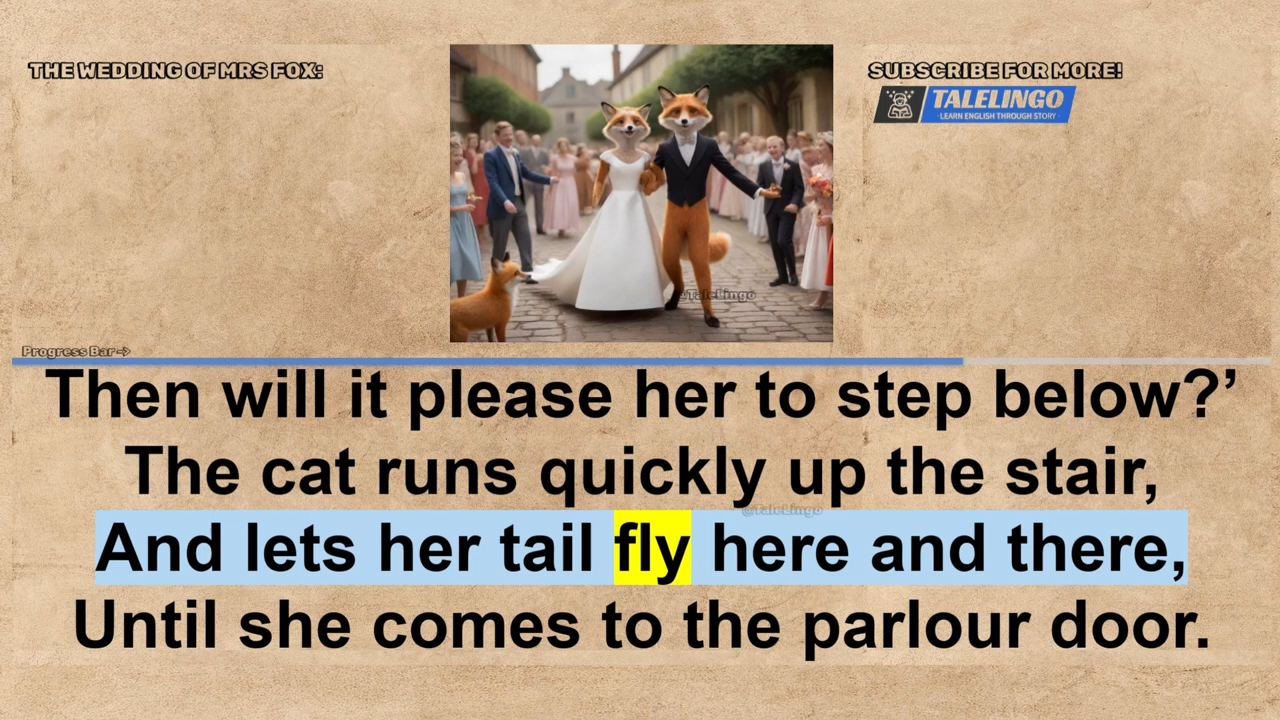 THE WEDDING OF MRS FOX:
SUBSCRIBE FOR MORE!
TALELINGO
· LEARN ENGLISH THROUGH STORY ·
@TaleLingo
Progress Bar->
Then will it please her to step below?’
The cat runs quickly up the stair,
@TaleLingo
And lets her tail fly here and there,
Until she comes to the parlour door.